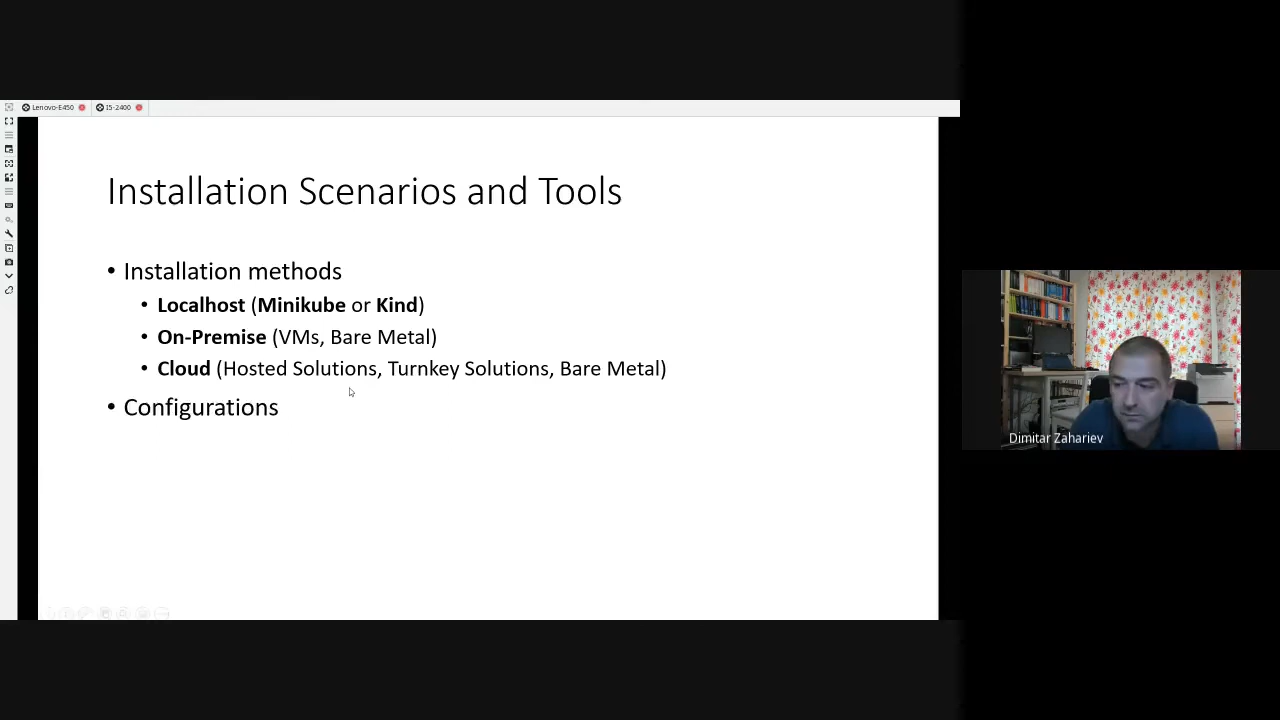 Lenovo-E450
I5-2400
Installation Scenarios and Tools
• Installation methods
• Localhost (Minikube or Kind)
• On-Premise (VMs, Bare Metal)
• Cloud (Hosted Solutions, Turnkey Solutions, Bare Metal)
• Configurations
Dimitar Zahariev